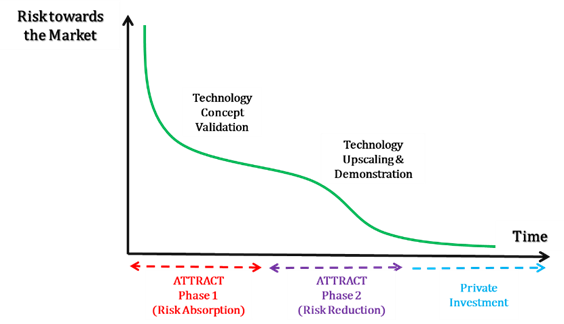 Risk towards
the Market
Technology
Concept
Validation
Technology
Upscaling &
Demonstration
Time
ATTRACT
Phase 1
(Risk Absorption)
ATTRACT
Phase 2
(Risk Reduction)
Private
Investment